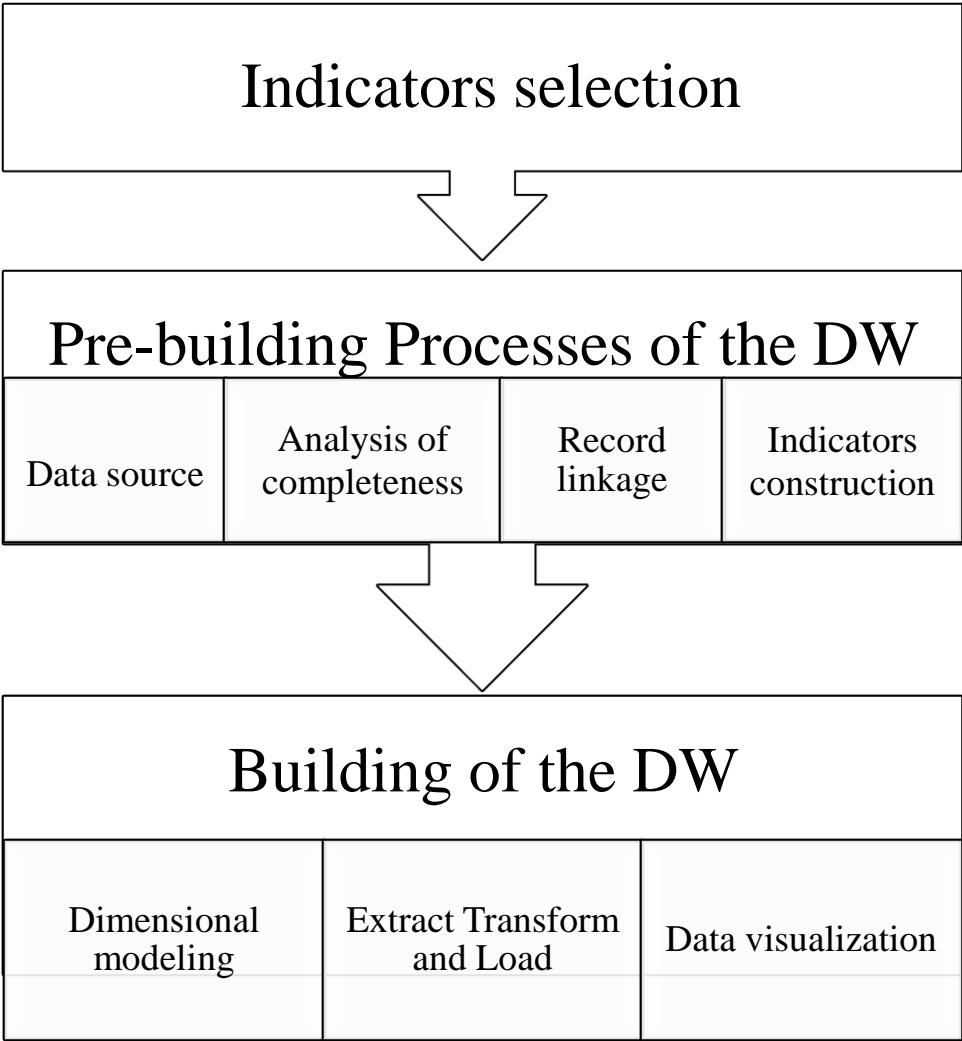 Indicators selection
Pre-building Processes of the DW
Data source
Analysis of
completeness
Record
linkage
Indicators
construction
Building of the DW
Dimensional
modeling
Extract Transform
and Load
Data visualization